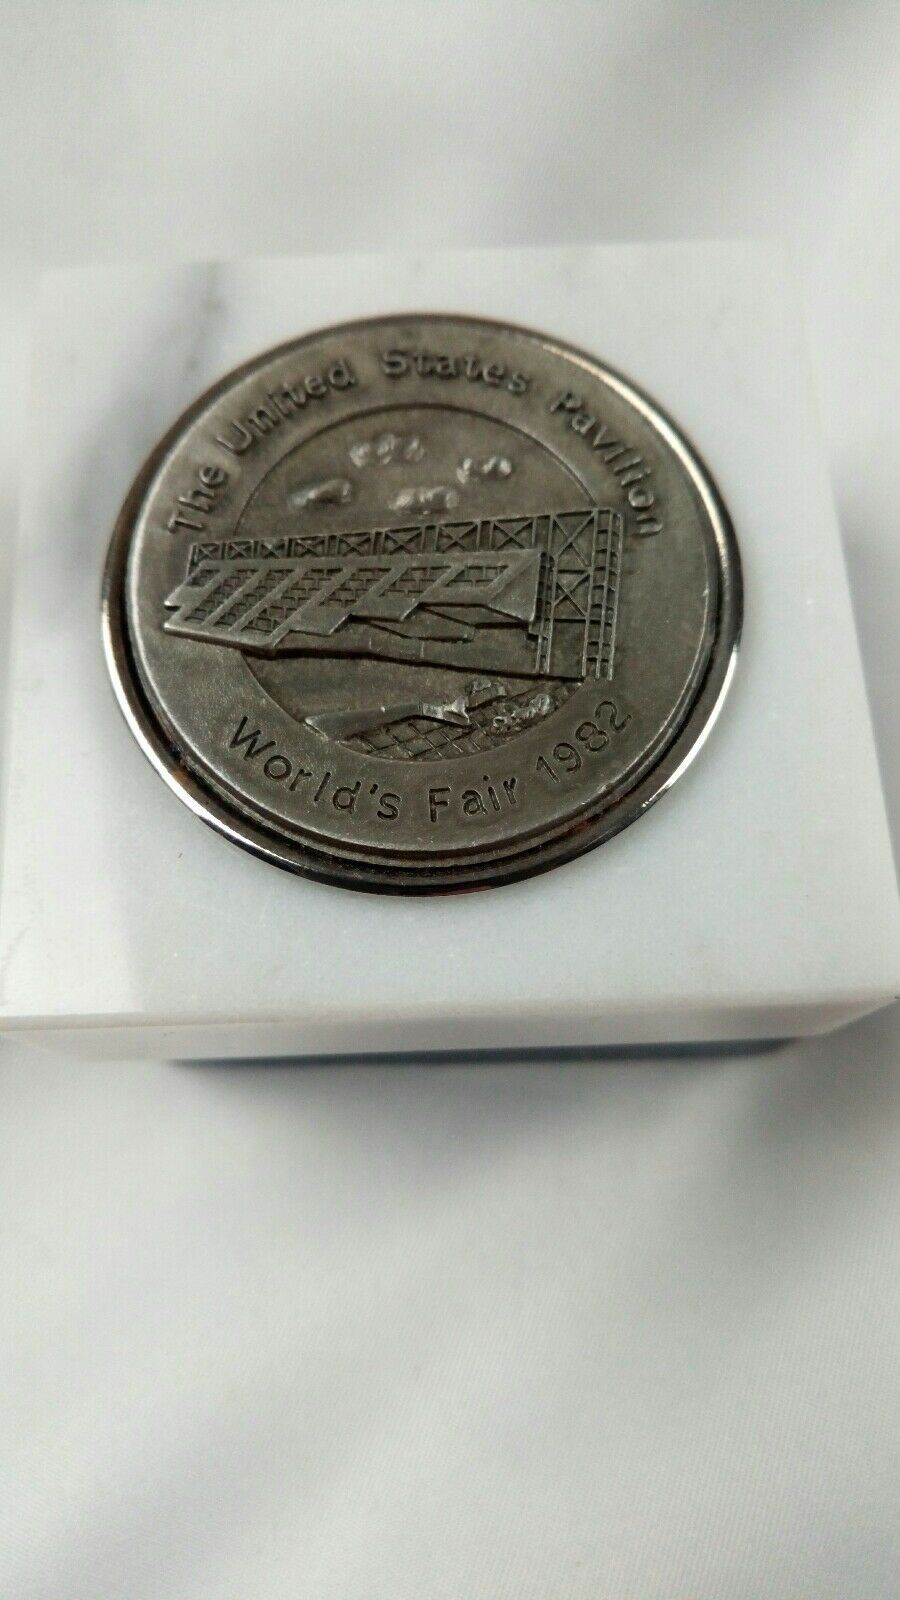 The United States Pavilion
World's Fair 1982